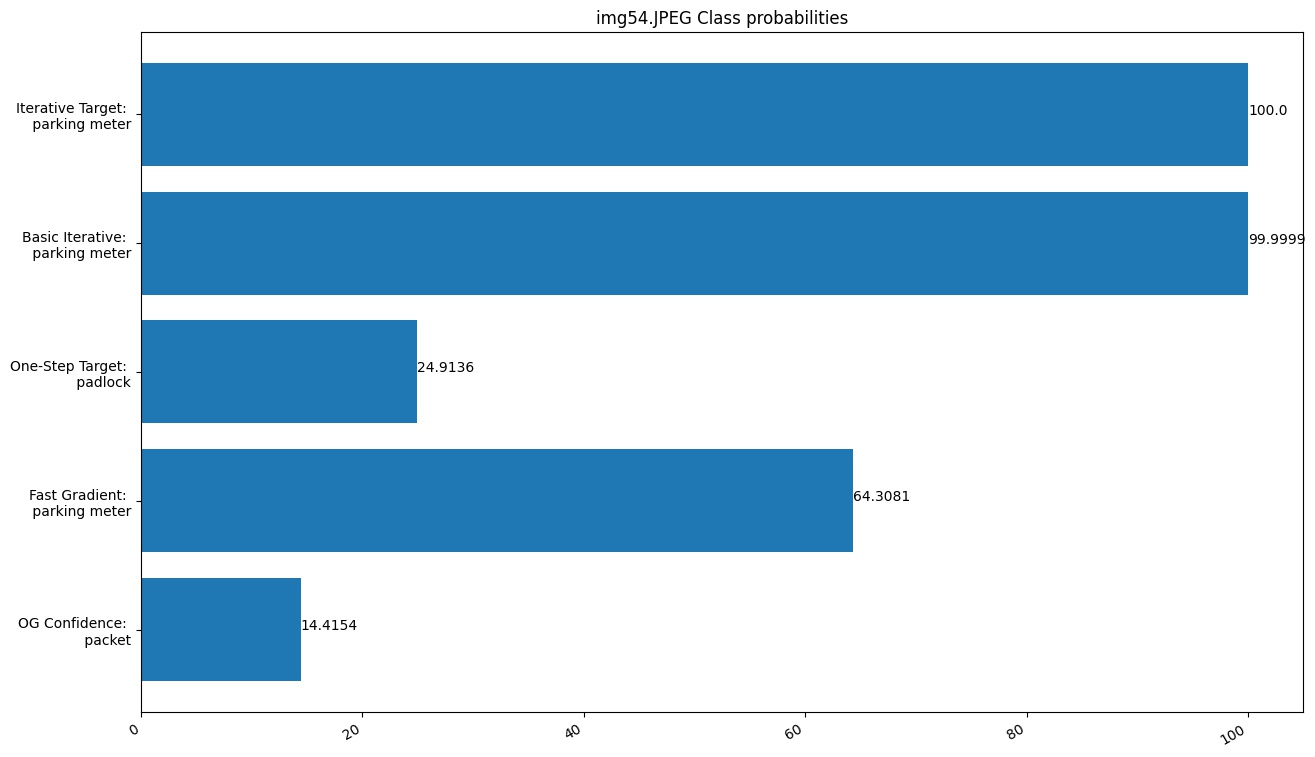 img54.JPEG Class probabilities
Iterative Target:
parking meter
100.0
Basic Iterative:
parking meter
99.9999
One-Step Target:
padlock
24.9136
Fast Gradient:
parking meter
64.3081
OG Confidence:
packet
14.4154
0
20
40
60
80
100